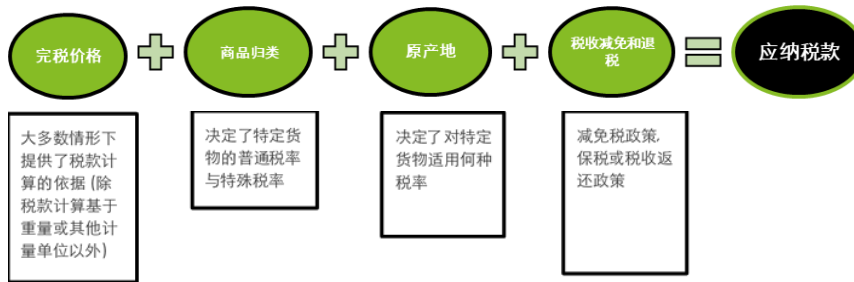 完税价格
商品归类
原产地
税收减免和退
税
应纳税款
大多数情形下
提供了税款计
算的依据 (除
税款计算基于
重量或其他计
量单位以外)
决定了特定货
物的普通税率
与特殊税率
决定了对特定
货物适用何种
税率
减免税政策,
保税或税收返
还政策